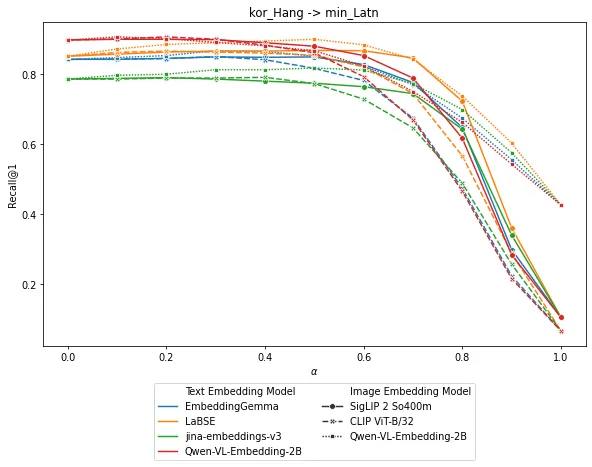 kor_Hang -> min_Latn
Recall@1
0.8
0.6
0.4
0.2
0.0 0.2 0.4 0.6 0.8 1.0
α
Text Embedding Model
EmbeddingGemma
LaBSE
jina-embeddings-v3
Qwen-VL-Embedding-2B
Image Embedding Model
SigLIP 2 So400m
CLIP ViT-B/32
Qwen-VL-Embedding-2B